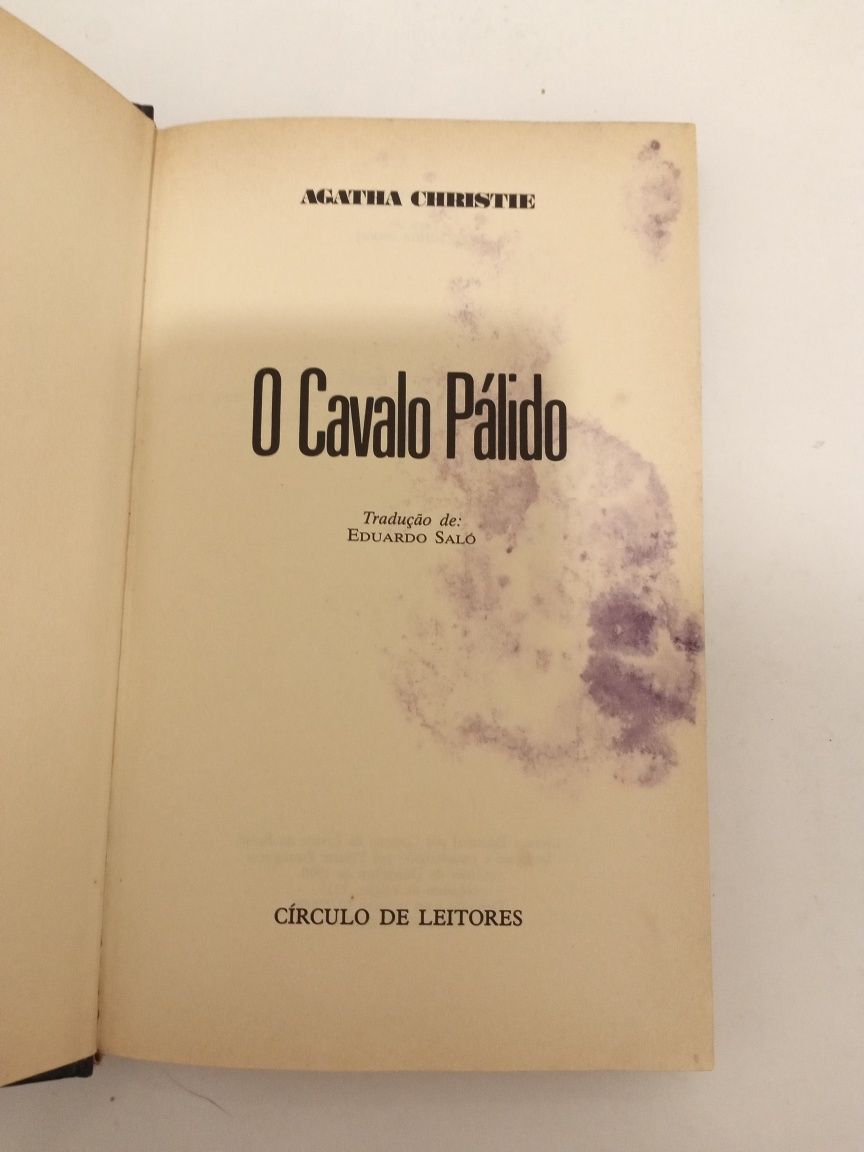 AGATHA CHRISTIE
O Cavalo Pálido
Tradução de:
EDUARDO SALÓ
CÍRCULO DE LEITORES